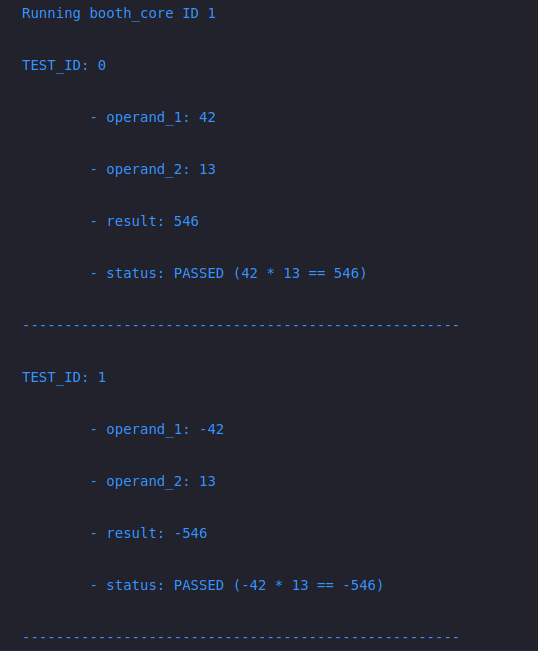 Running booth_core ID 1
TEST_ID: 0
- operand_1: 42
- operand_2: 13
- result: 546
- status: PASSED (42 * 13 == 546)
----------------------------------------------------
TEST_ID: 1
- operand_1: -42
- operand_2: 13
- result: -546
- status: PASSED (-42 * 13 == -546)
----------------------------------------------------